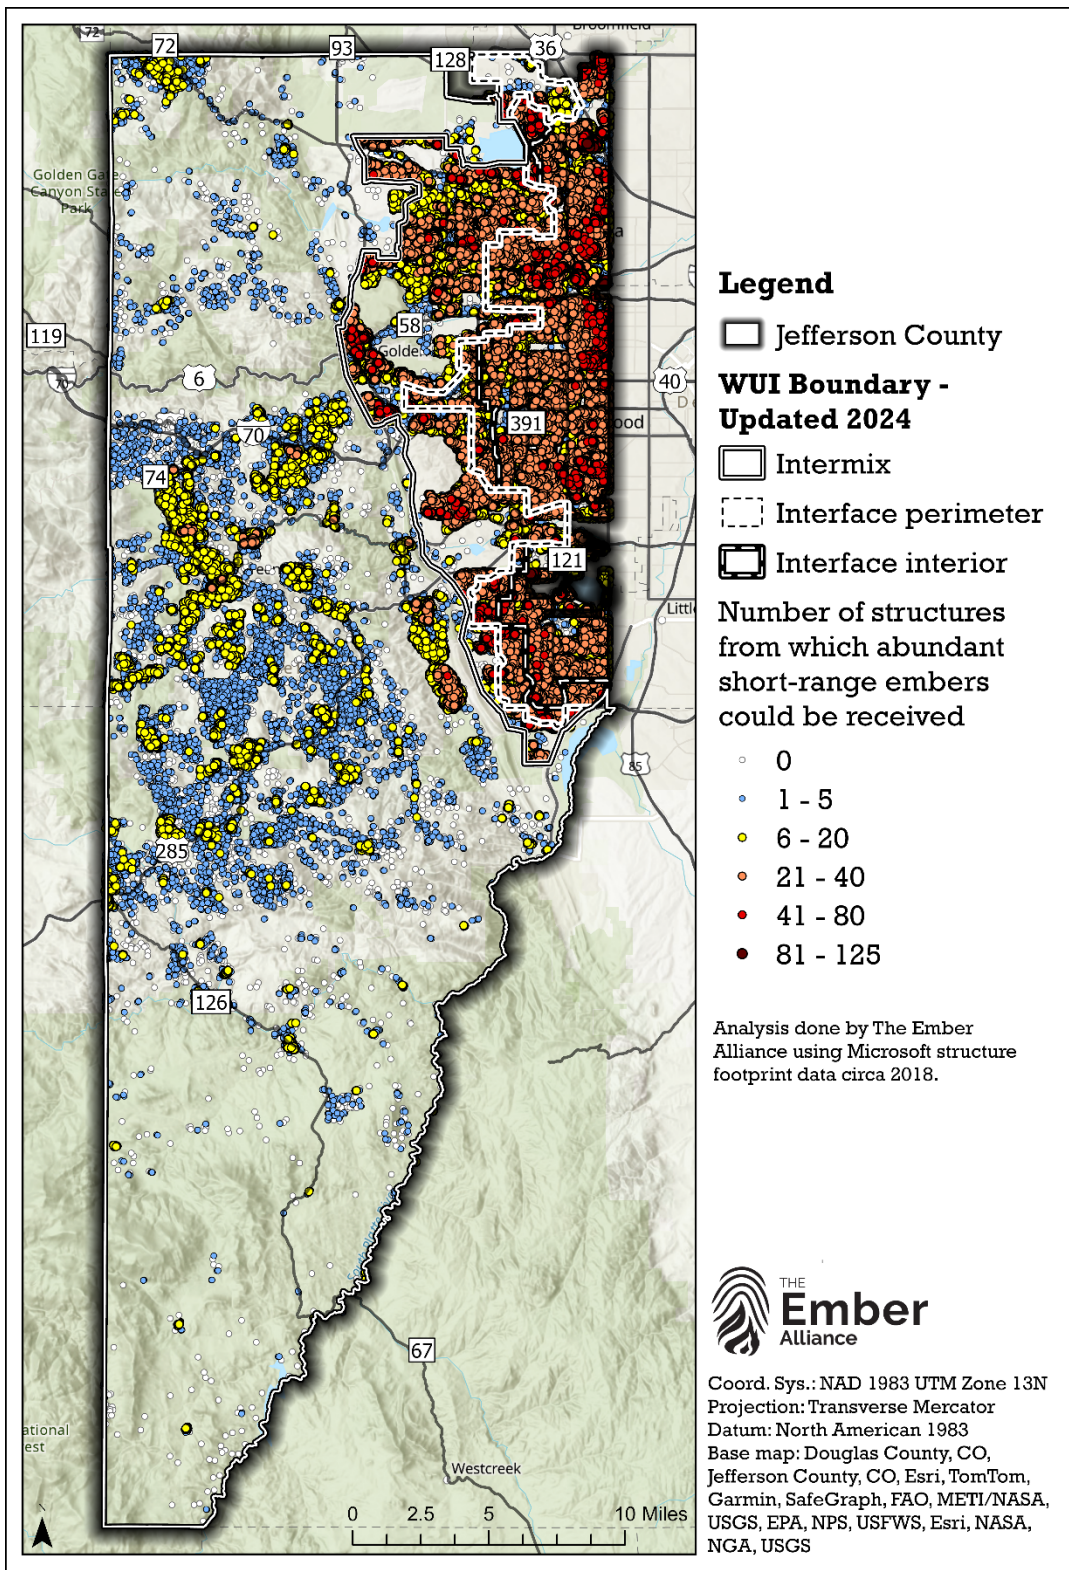 72
72
93
128
36
Golden Gate
Canyon State
Park
119
70
6
58
Golden
40
391
70
74
121
285
85
126
67
Westcreek
0 2.5 5 10 Miles
Legend
Jefferson County
WUI Boundary -
Updated 2024
Intermix
Interface perimeter
Interface interior
Number of structures
from which abundant
short-range embers
could be received
0
1 - 5
6 - 20
21 - 40
41 - 80
81 - 125
Analysis done by The Ember
Alliance using Microsoft structure
footprint data circa 2018.
THE
Ember
Alliance
Coord. Sys.: NAD 1983 UTM Zone 13N
Projection: Transverse Mercator
Datum: North American 1983
Base map: Douglas County, CO,
Jefferson County, CO, Esri, TomTom,
Garmin, SafeGraph, FAO, METI/NASA,
USGS, EPA, NPS, USFWS, Esri, NASA,
NGA, USGS